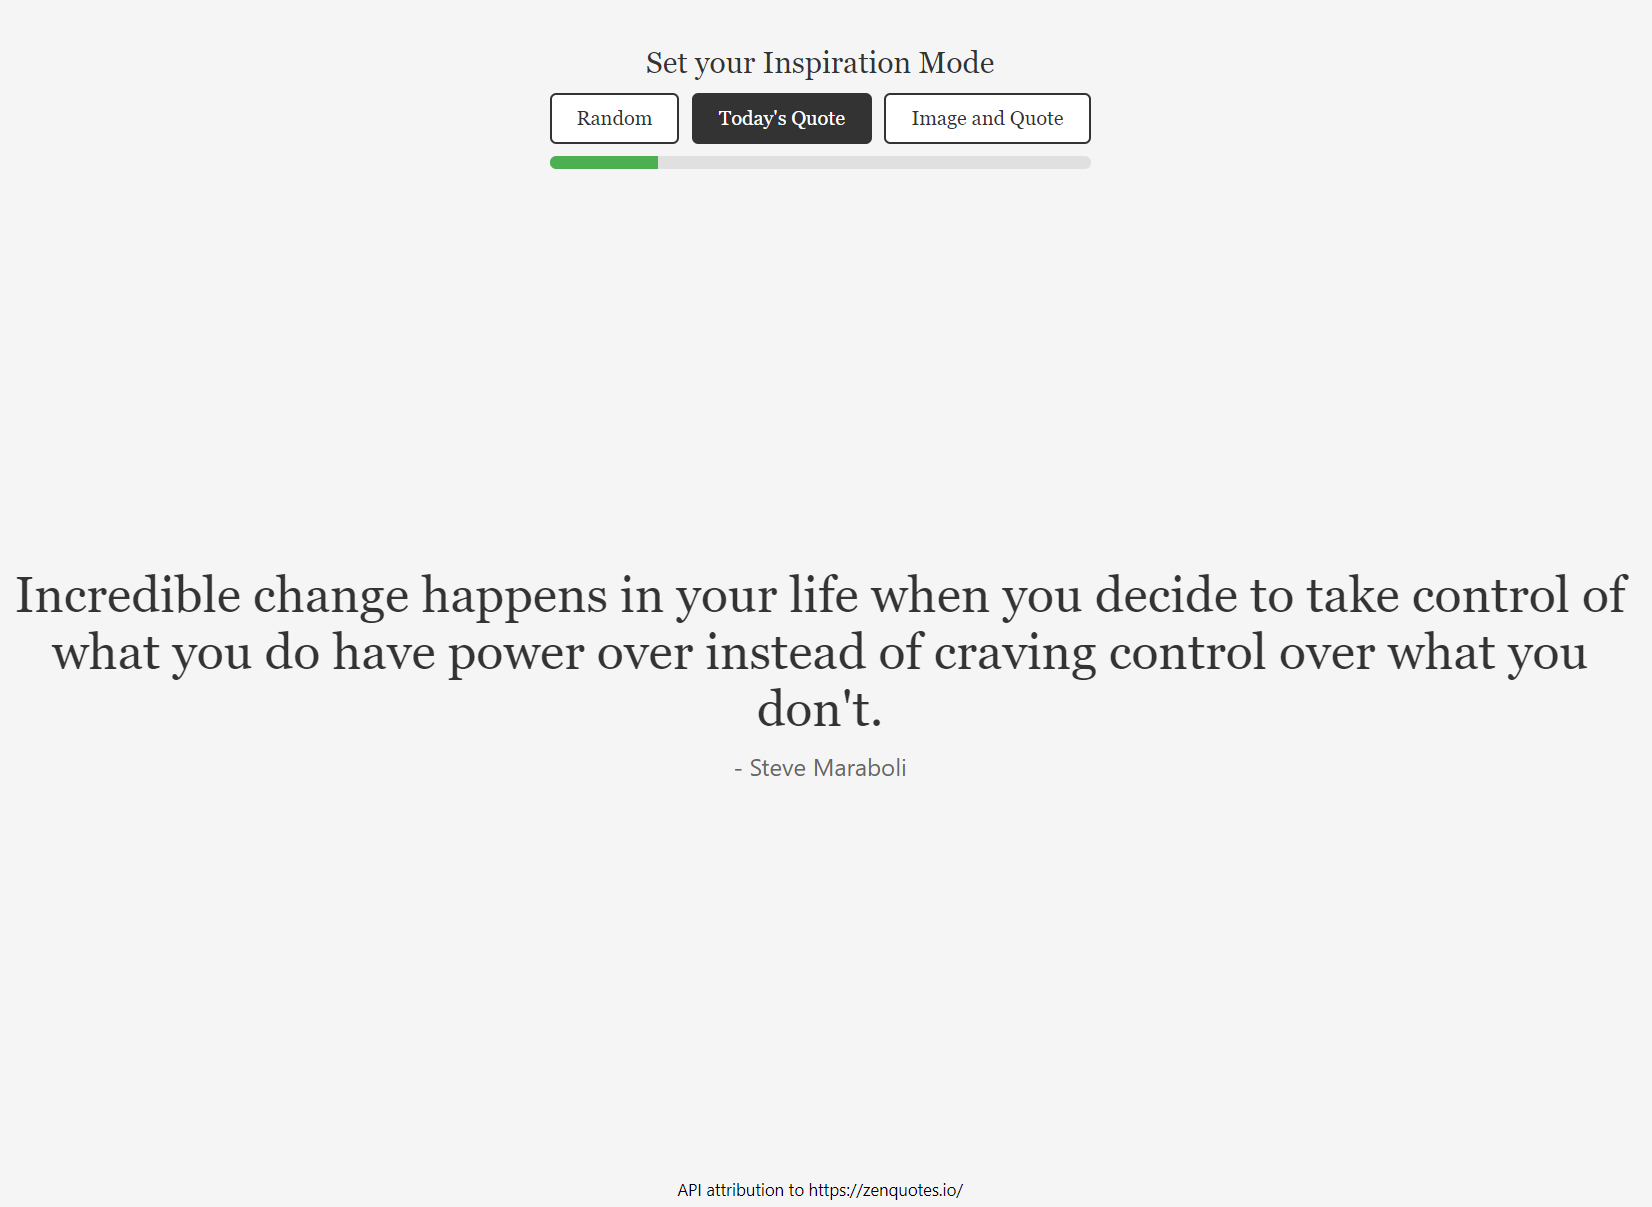 Set your Inspiration Mode
Random
Today's Quote
Image and Quote
Incredible change happens in your life when you decide to take control of
what you do have power over instead of craving control over what you
don't.
- Steve Maraboli
API attribution to https://zenquotes.io/